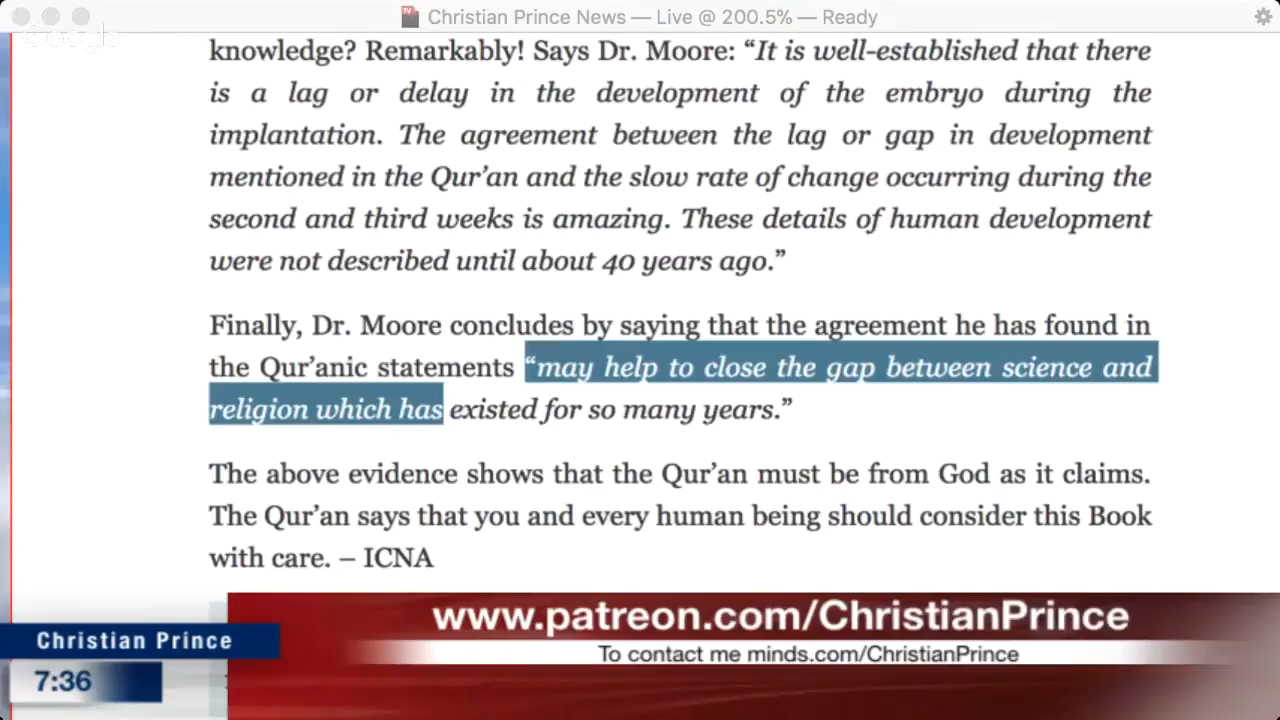 Christian Prince News — Live @ 200.5% — Ready
Google
knowledge? Remarkably! Says Dr. Moore: “It is well-established that there
is a lag or delay in the development of the embryo during the
implantation. The agreement between the lag or gap in development
mentioned in the Qur’an and the slow rate of change occurring during the
second and third weeks is amazing. These details of human development
were not described until about 40 years ago.”
Finally, Dr. Moore concludes by saying that the agreement he has found in
the Qur’anic statements “may help to close the gap between science and
religion which has existed for so many years.”
The above evidence shows that the Qur’an must be from God as it claims.
The Qur’an says that you and every human being should consider this Book
with care. – ICNA
www.patreon.com/ChristianPrince
Christian Prince
To contact me minds.com/ChristianPrince
7:36